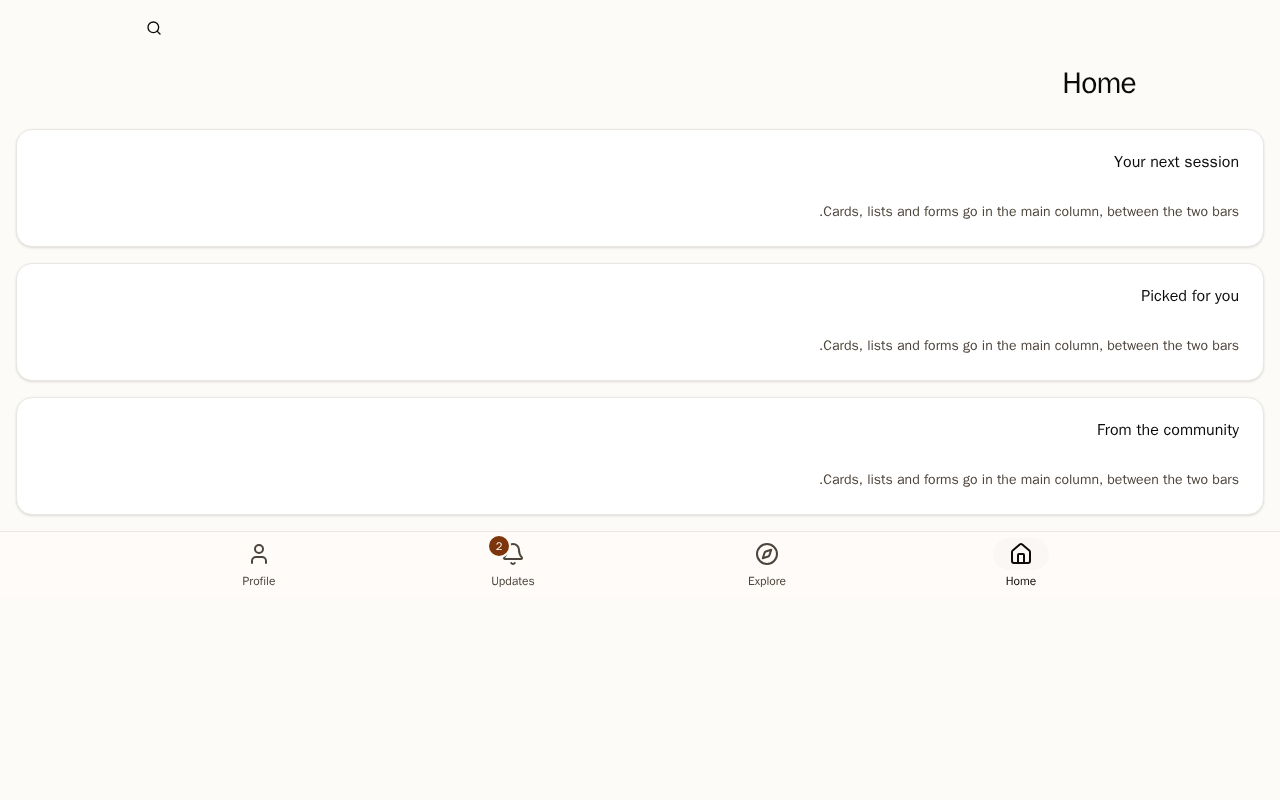 Home
Your next session
Cards, lists and forms go in the main column, between the two bars.
Picked for you
Cards, lists and forms go in the main column, between the two bars.
From the community
Cards, lists and forms go in the main column, between the two bars.
Home
Explore
2
Updates
Profile